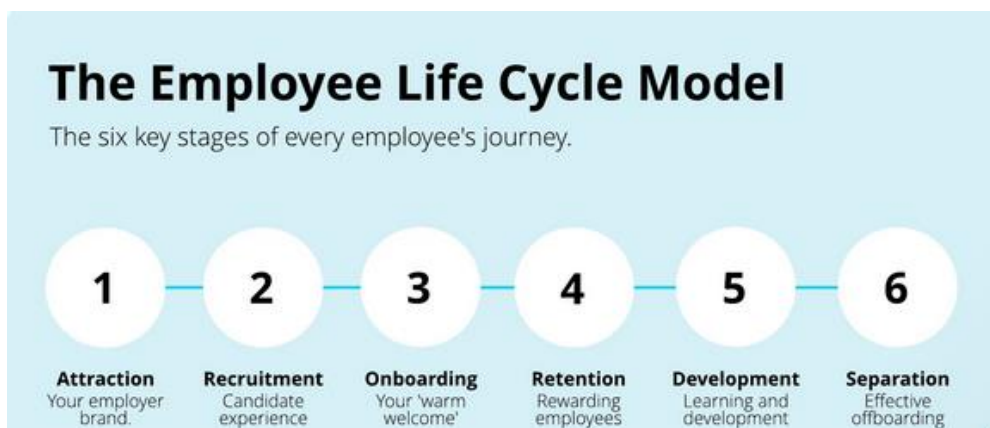 The Employee Life Cycle Model
The six key stages of every employee's journey.
1 2 3 4 5 6
Attraction Recruitment Onboarding Retention Development Separation
Your employer Candidate Your 'warm Rewarding Learning and Effective
brand. experience welcome' employees development offboarding